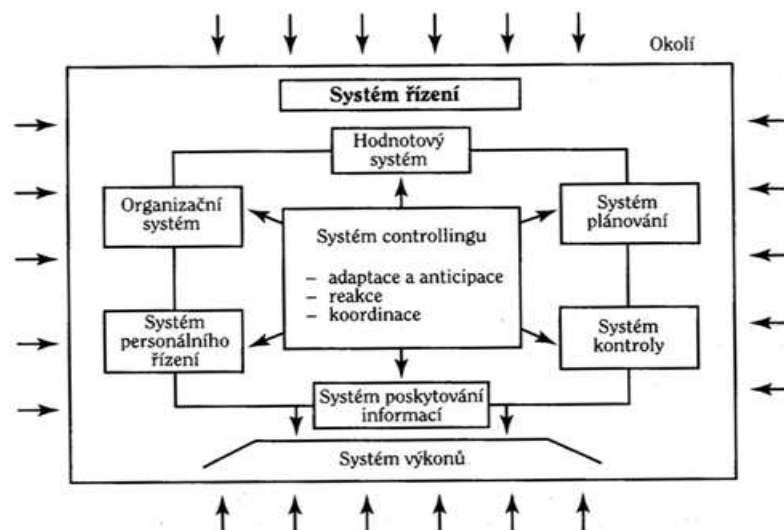 Okolí
Systém řízení
Hodnotový
systém
Organizační
systém
Systém
plánování
Systém controllingu
– adaptace a anticipace
– reakce
– koordinace
Systém
personálního
řízení
Systém
kontroly
Systém poskytování
informací
Systém výkonů